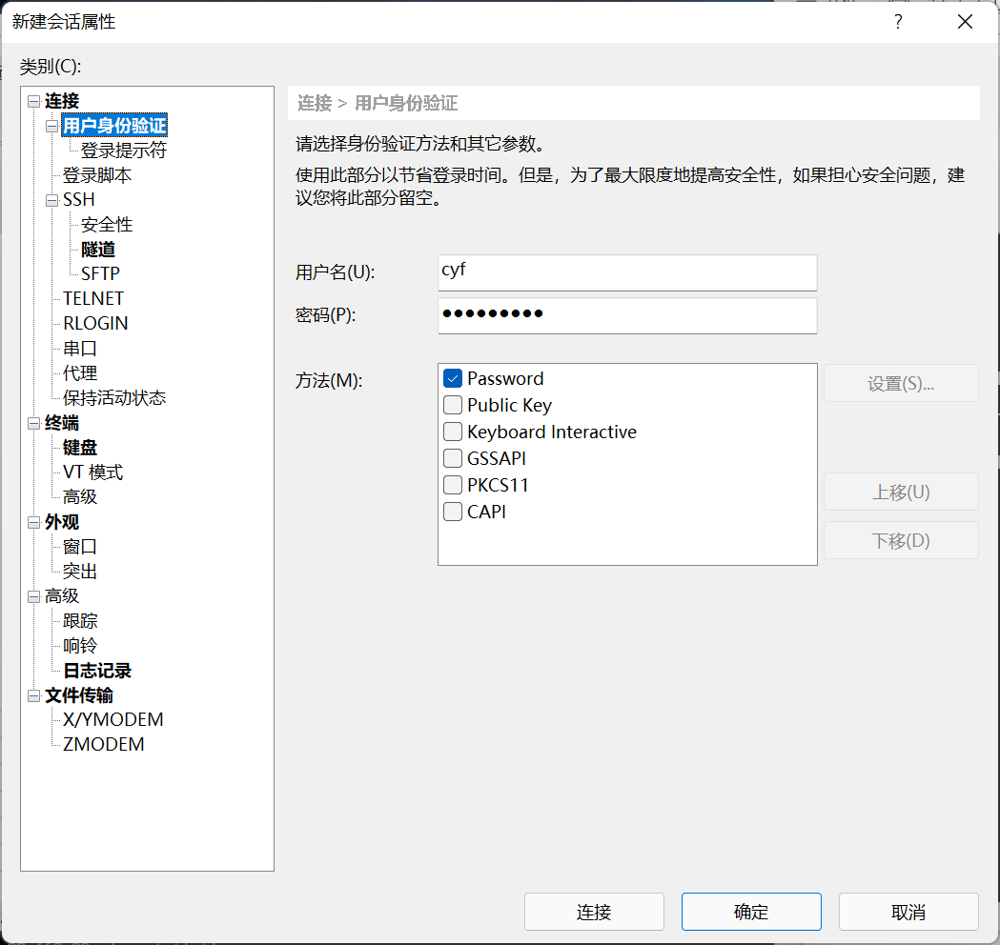 新建会话属性
类别(C):
连接
用户身份验证
登录提示符
登录脚本
SSH
安全性
隧道
SFTP
TELNET
RLOGIN
串口
代理
保持活动状态
终端
键盘
VT 模式
高级
外观
窗口
突出
高级
跟踪
响铃
日志记录
文件传输
X/YMODEM
ZMODEM
连接 > 用户身份验证
请选择身份验证方法和其它参数。
使用此部分以节省登录时间。但是，为了最大限度地提高安全性，如果担心安全问题，建
议您将此部分留空。
用户名(U):
cyf
密码(P):
●●●●●●●●●
方法(M):
Password
Public Key
Keyboard Interactive
GSSAPI
PKCS11
CAPI
设置(S)...
上移(U)
下移(D)
连接
确定
取消